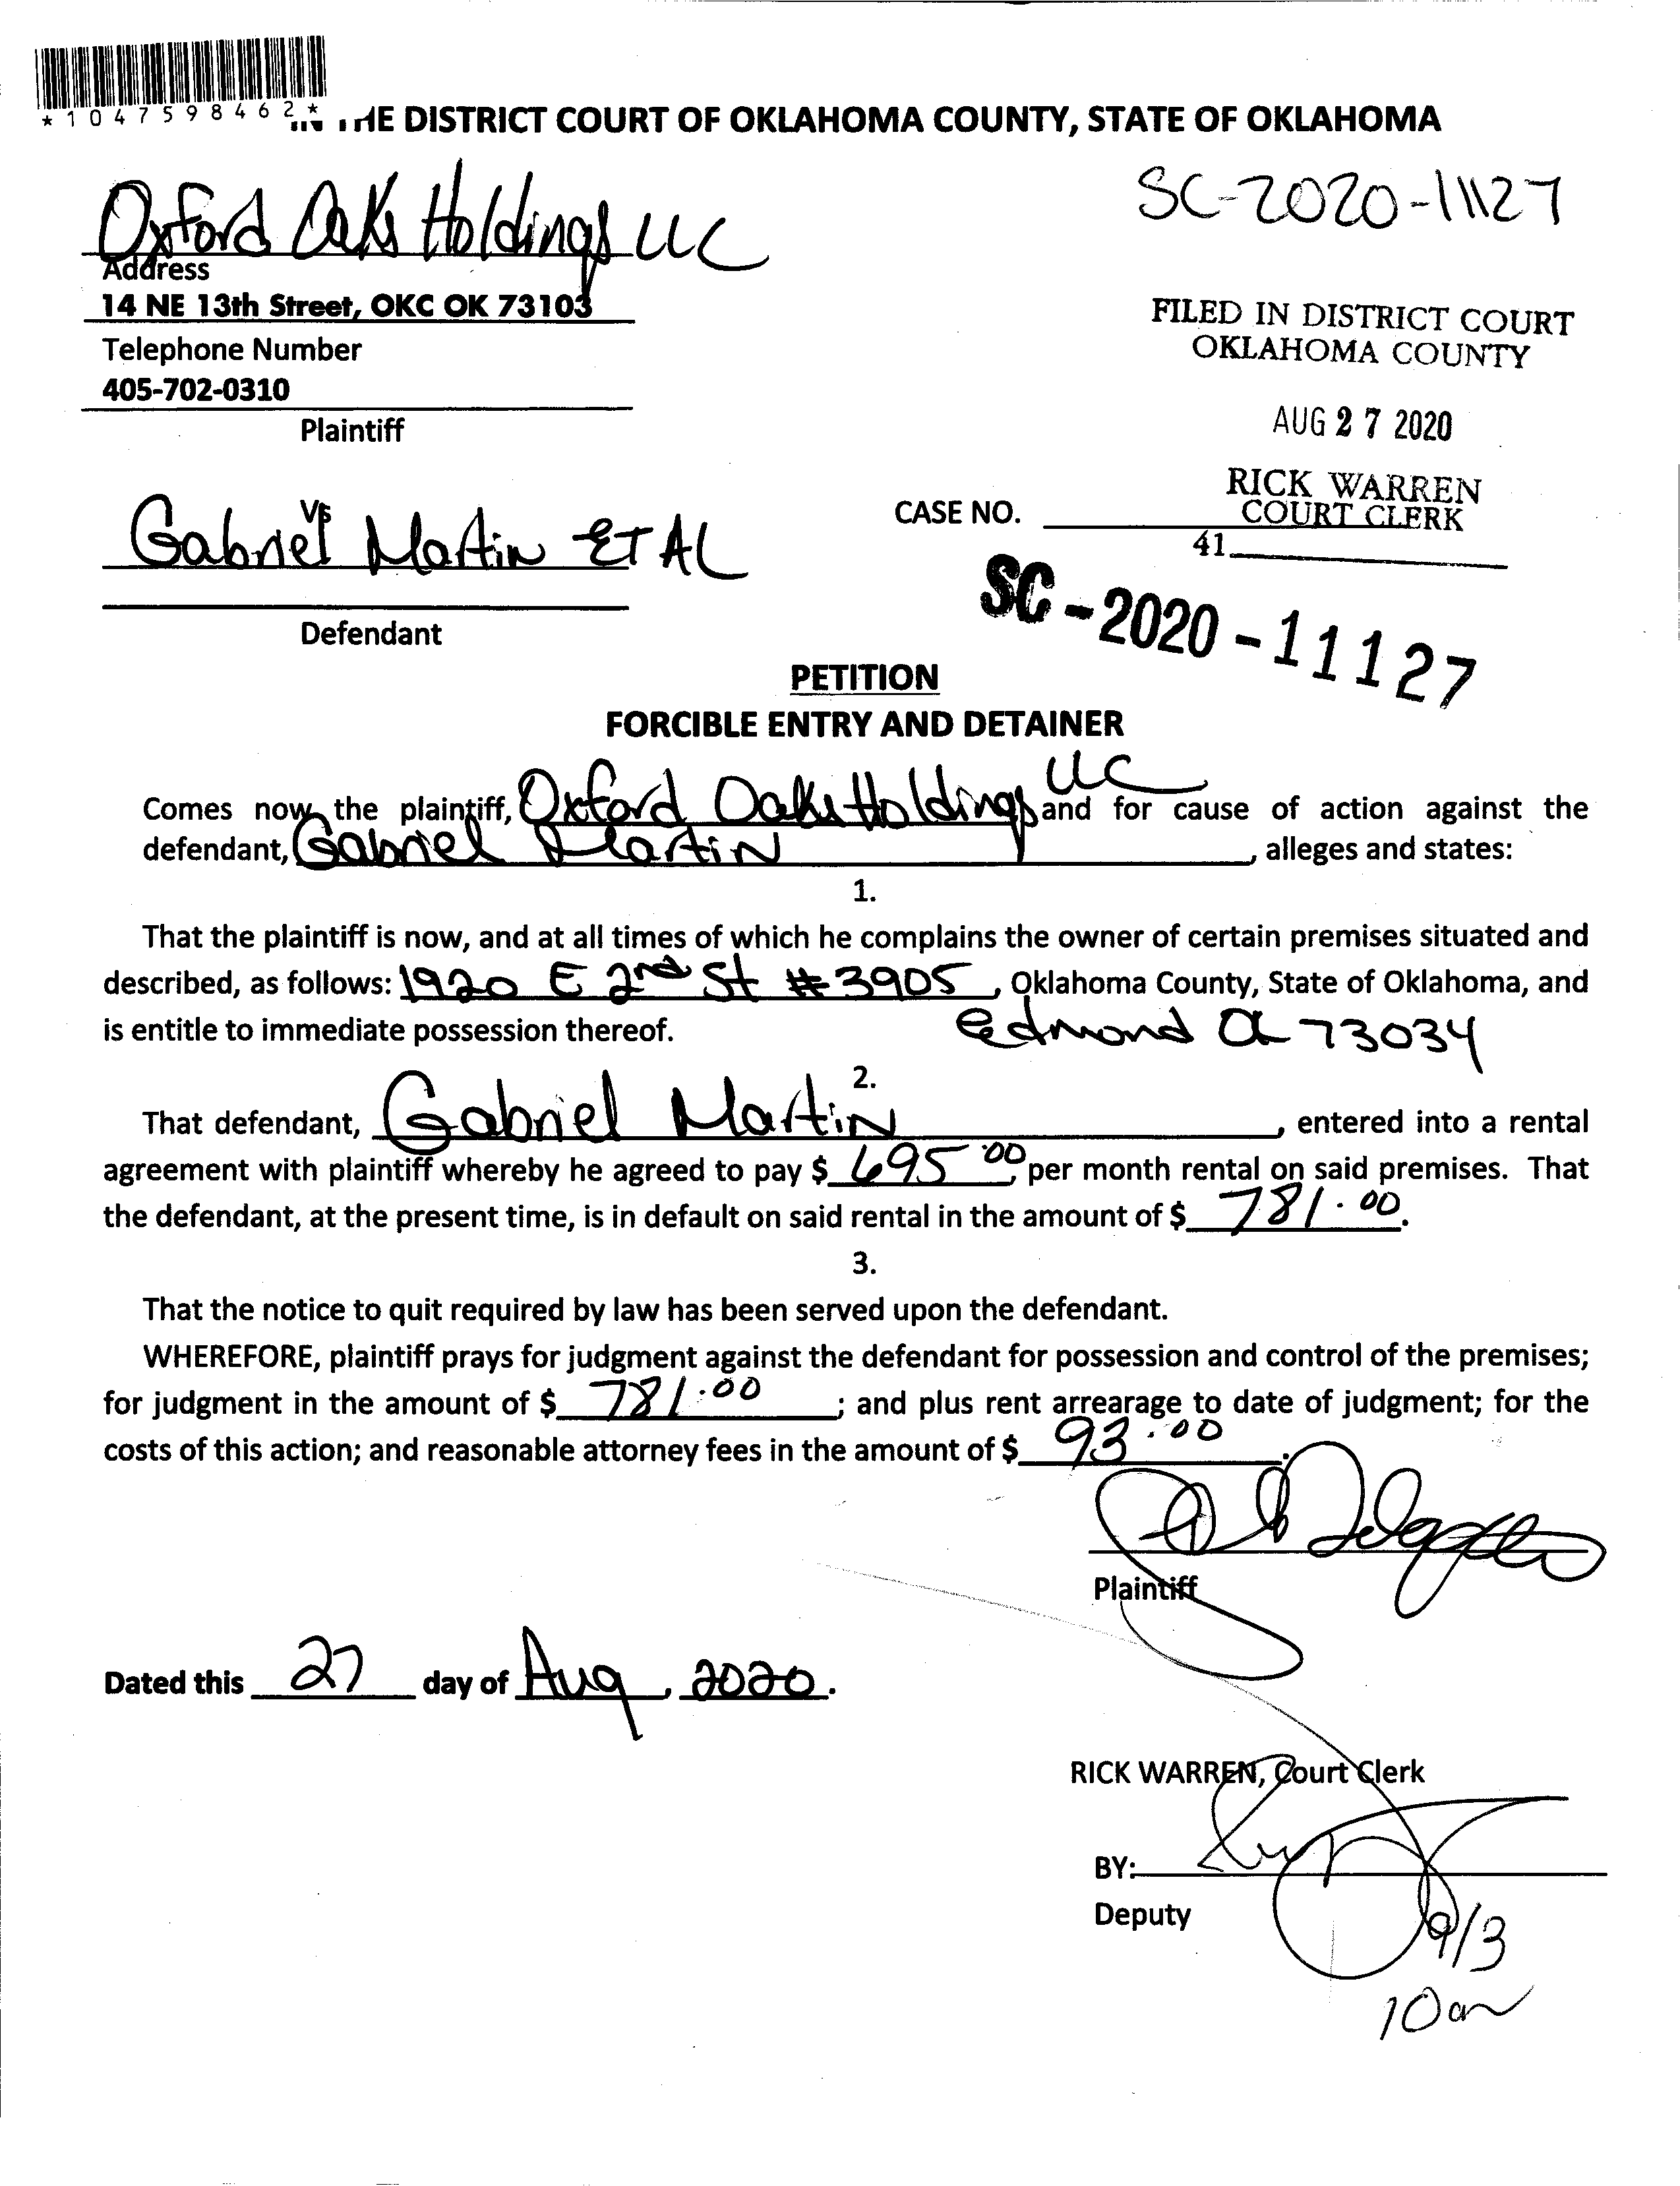 *1047598462*
THE DISTRICT COURT OF OKLAHOMA COUNTY, STATE OF OKLAHOMA
Oxford Oaks Holdings LLC
SC-2020-11127
Address
14 NE 13th Street, OKC OK 73103
Telephone Number
405-702-0310
Plaintiff
FILED IN DISTRICT COURT
OKLAHOMA COUNTY
AUG 27 2020
RICK WARREN
COURT CLERK
41
Vs
Gabriel Martin ET AL
Defendant
CASE NO.
SC-2020-11127
PETITION
FORCIBLE ENTRY AND DETAINER
Comes now the plaintiff, Oxford Oaks Holdings LLC and for cause of action against the
defendant, Gabriel Martin, alleges and states:
1.
That the plaintiff is now, and at all times of which he complains the owner of certain premises situated and
described, as follows: 1920 E 2nd St #3905, Oklahoma County, State of Oklahoma, and
is entitle to immediate possession thereof. Edmond Ok 73034
2.
That defendant, Gabriel Martin, entered into a rental
agreement with plaintiff whereby he agreed to pay $ 695.00, per month rental on said premises. That
the defendant, at the present time, is in default on said rental in the amount of $ 781.00.
3.
That the notice to quit required by law has been served upon the defendant.
WHEREFORE, plaintiff prays for judgment against the defendant for possession and control of the premises;
for judgment in the amount of $ 781.00; and plus rent arrearage to date of judgment; for the
costs of this action; and reasonable attorney fees in the amount of $ 93.00.
Plaintiff
Dated this 27 day of Aug, 2020.
RICK WARREN, Court Clerk
BY:
Deputy
9/3
10am